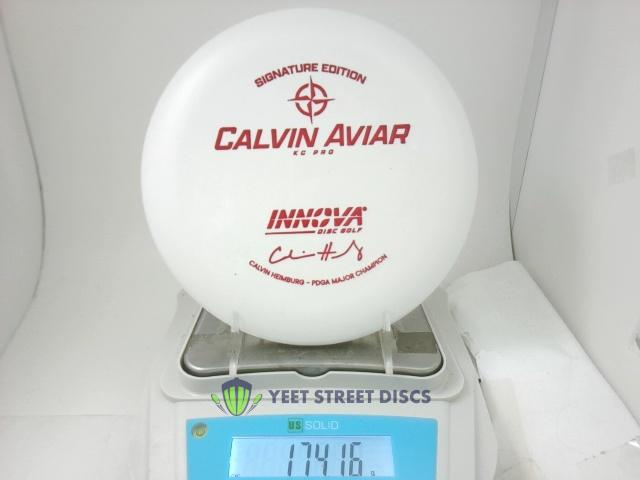 SIGNATURE EDITION
CALVIN AVIAR
KC PRO
INNOVA
DISC GOLF
CALVIN HEIMBURG - PDGA MAJOR CHAMPION
YEET STREET DISCS
US SOLID
174.16 g